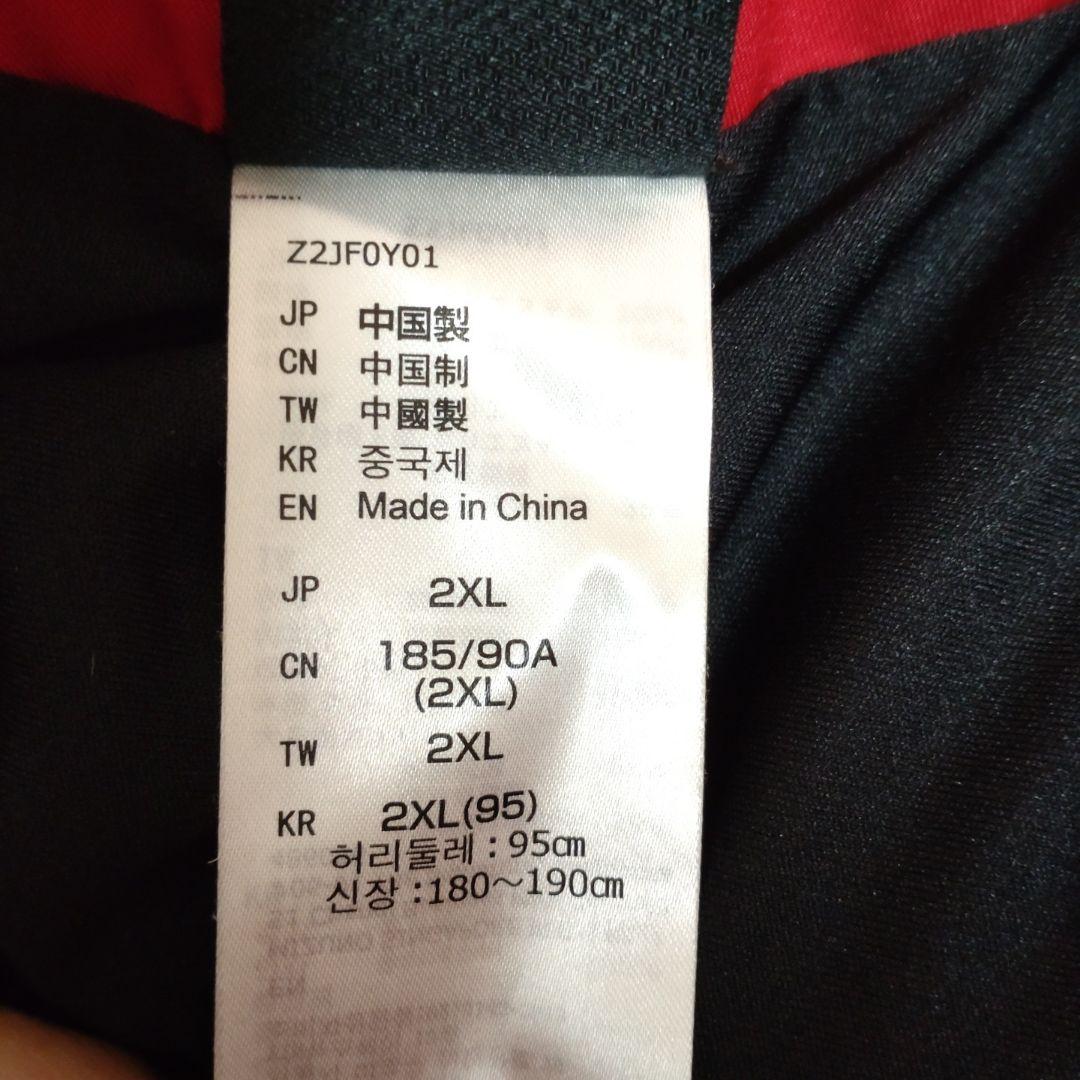 Z2JF0Y01
JP 中国製
CN 中国制
TW 中國製
KR 중국제
EN Made in China
JP 2XL
CN 185/90A
(2XL)
TW 2XL
KR 2XL(95)
허리둘레 : 95㎝
신장 : 180～190㎝